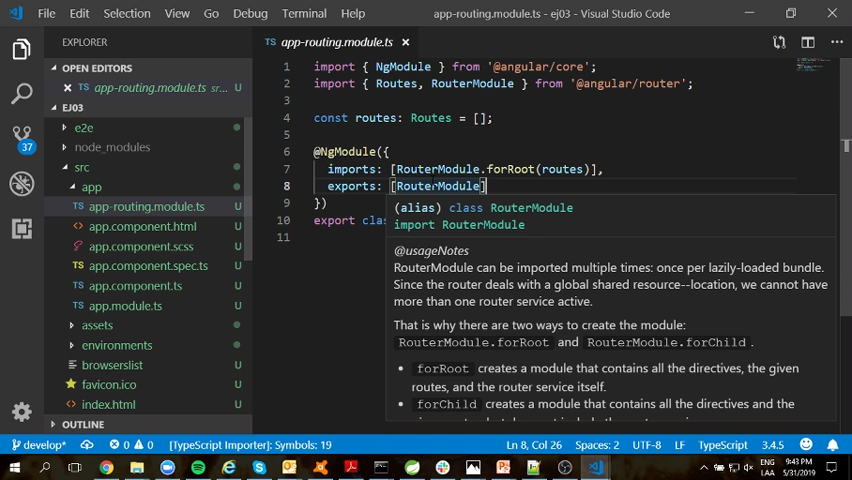 File Edit Selection View Go Debug Terminal Help app-routing.module.ts - ej03 - Visual Studio Code
EXPLORER
OPEN EDITORS
app-routing.module.ts src... U
EJ03
e2e
node_modules
src
app
app-routing.module.ts U
app.component.html U
app.component.scss U
app.component.spec.ts U
app.component.ts U
app.module.ts U
assets
environments
browserslist U
favicon.ico U
index.html U
OUTLINE
37
app-routing.module.ts
1 import { NgModule } from '@angular/core';
2 import { Routes, RouterModule } from '@angular/router';
3
4 const routes: Routes = [];
5
6 @NgModule({
7 imports: [RouterModule.forRoot(routes)],
8 exports: [RouterModule]
9 })
10 export clas
11
(alias) class RouterModule
import RouterModule
@usageNotes
RouterModule can be imported multiple times: once per lazily-loaded bundle.
Since the router deals with a global shared resource--location, we cannot have
more than one router service active.
That is why there are two ways to create the module:
RouterModule.forRoot and RouterModule.forChild .
• forRoot creates a module that contains all the directives, the given
routes, and the router service itself.
• forChild creates a module that contains all the directives and the
develop* 0 0 [TypeScript Importer]: Symbols: 19 Ln 8, Col 26 Spaces: 2 UTF-8 LF TypeScript 3.4.5
ENG 9:43 PM
LAA 5/31/2019